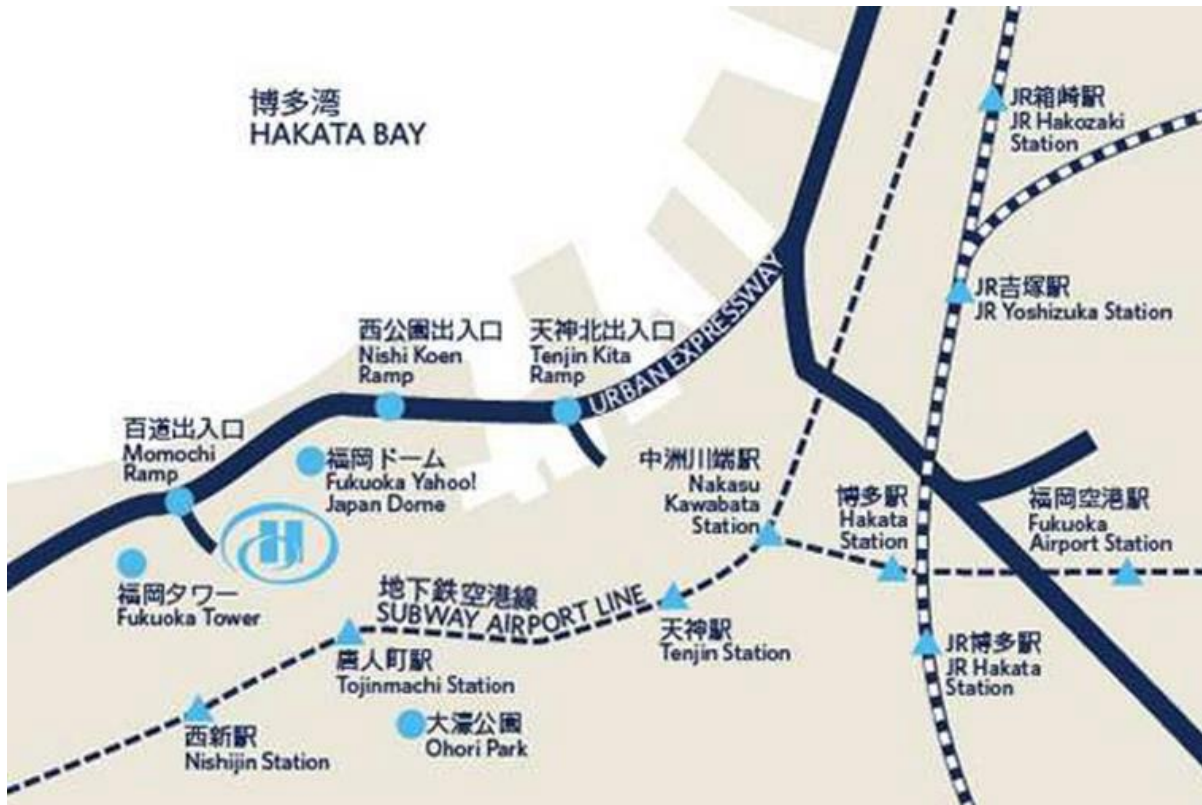 博多湾
HAKATA BAY
JR箱崎駅
JR Hakozaki
Station
JR吉塚駅
JR Yoshizuka Station
西公園出入口
Nishi Koen
Ramp
天神北出入口
Tenjin Kita
Ramp
URBAN EXPRESSWAY
百道出入口
Momochi
Ramp
福岡ドーム
Fukuoka Yahoo!
Japan Dome
中洲川端駅
Nakasu
Kawabata
Station
博多駅
Hakata
Station
福岡空港駅
Fukuoka
Airport Station
H
福岡タワー
Fukuoka Tower
地下鉄空港線
SUBWAY AIRPORT LINE
天神駅
Tenjin Station
JR博多駅
JR Hakata
Station
唐人町駅
Tojinmachi Station
大濠公園
Ohori Park
西新駅
Nishijin Station